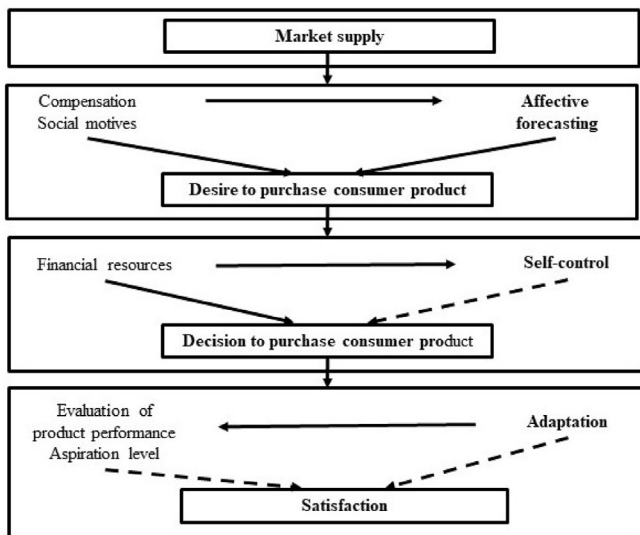 Market supply
Compensation
Social motives
Affective
forecasting
Desire to purchase consumer product
Financial resources
Self-control
Decision to purchase consumer product
Evaluation of
product performance
Aspiration level
Adaptation
Satisfaction